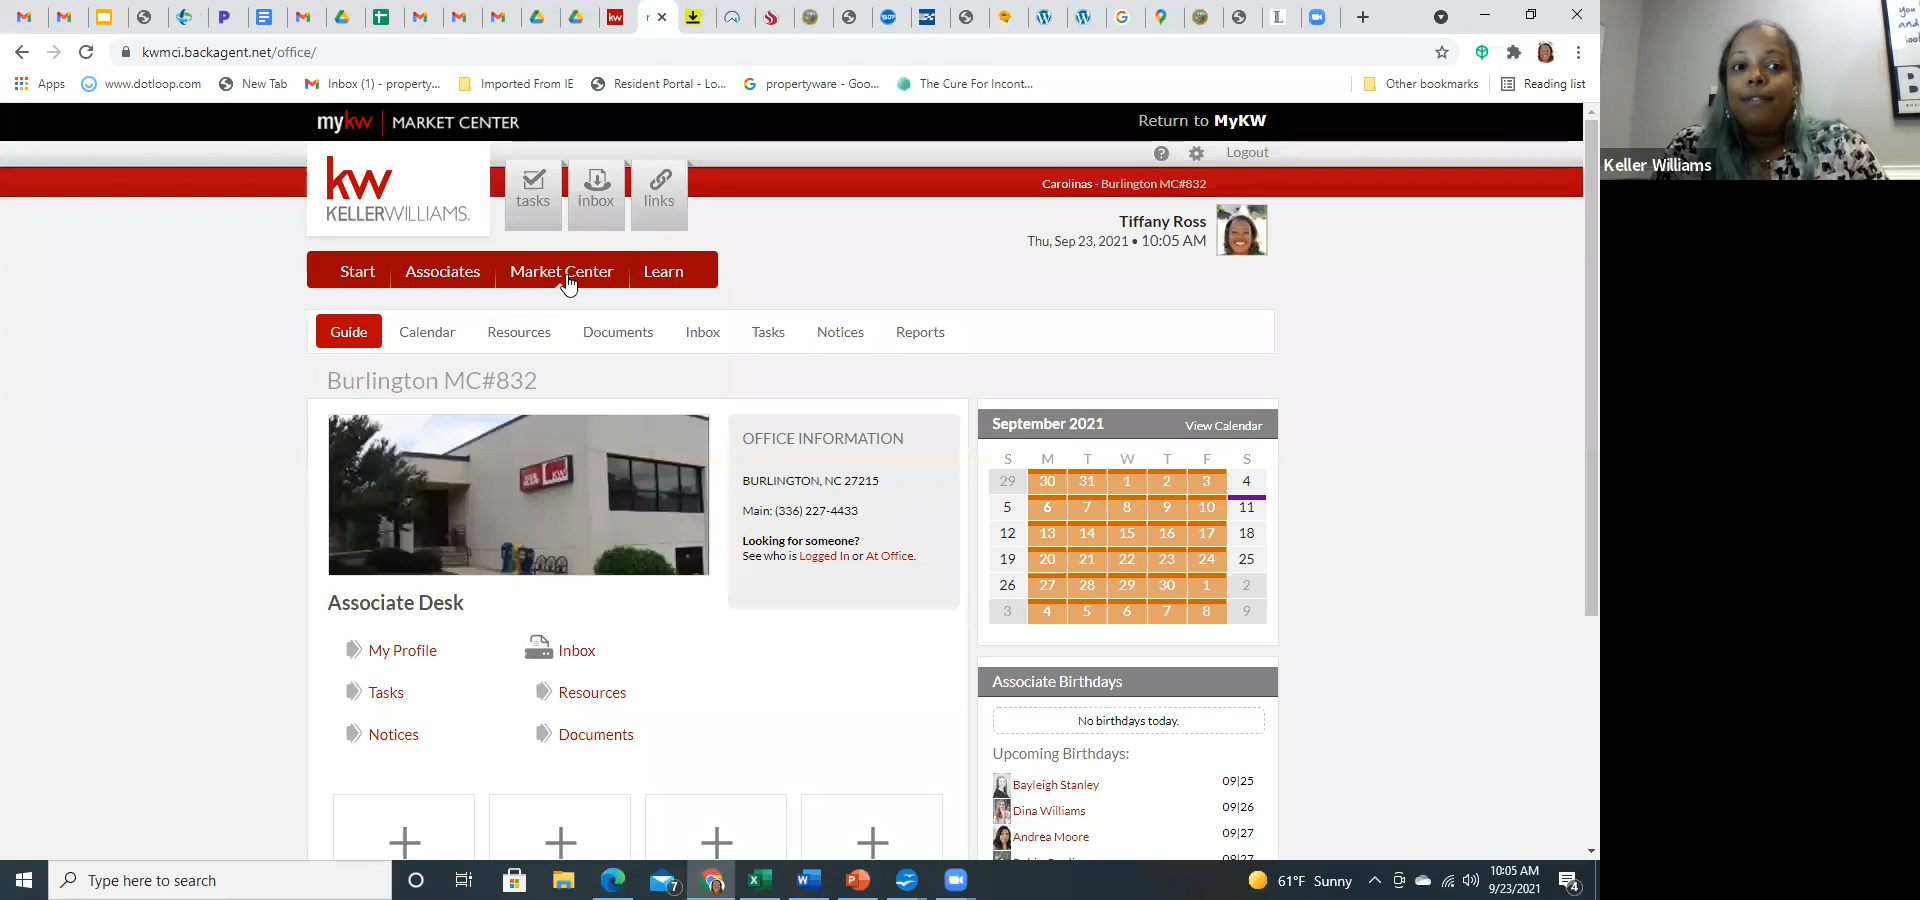 kwmci.backagent.net/office/
Apps
www.dotloop.com
New Tab
Inbox (1) - property...
Imported From IE
Resident Portal - Lo...
propertyware - Goo...
The Cure For Incont...
Other bookmarks
Reading list
mykw MARKET CENTER
Return to MyKW
Logout
Carolinas - Burlington MC#832
kw
KELLERWILLIAMS.
tasks
inbox
links
Tiffany Ross
Thu, Sep 23, 2021 • 10:05 AM
Start
Associates
Market Center
Learn
Guide
Calendar
Resources
Documents
Inbox
Tasks
Notices
Reports
Burlington MC#832
OFFICE INFORMATION
BURLINGTON, NC 27215
Main: (336) 227-4433
Looking for someone?
See who is Logged In or At Office.
Associate Desk
My Profile
Inbox
Tasks
Resources
Notices
Documents
September 2021
View Calendar
S M T W T F S
29 30 31 1 2 3 4
5 6 7 8 9 10 11
12 13 14 15 16 17 18
19 20 21 22 23 24 25
26 27 28 29 30 1 2
3 4 5 6 7 8 9
Associate Birthdays
No birthdays today.
Upcoming Birthdays:
Bayleigh Stanley 09|25
Dina Williams 09|26
Andrea Moore 09|27
09|27
Keller Williams
you
and
Type here to search
7
61°F Sunny
10:05 AM
9/23/2021
4